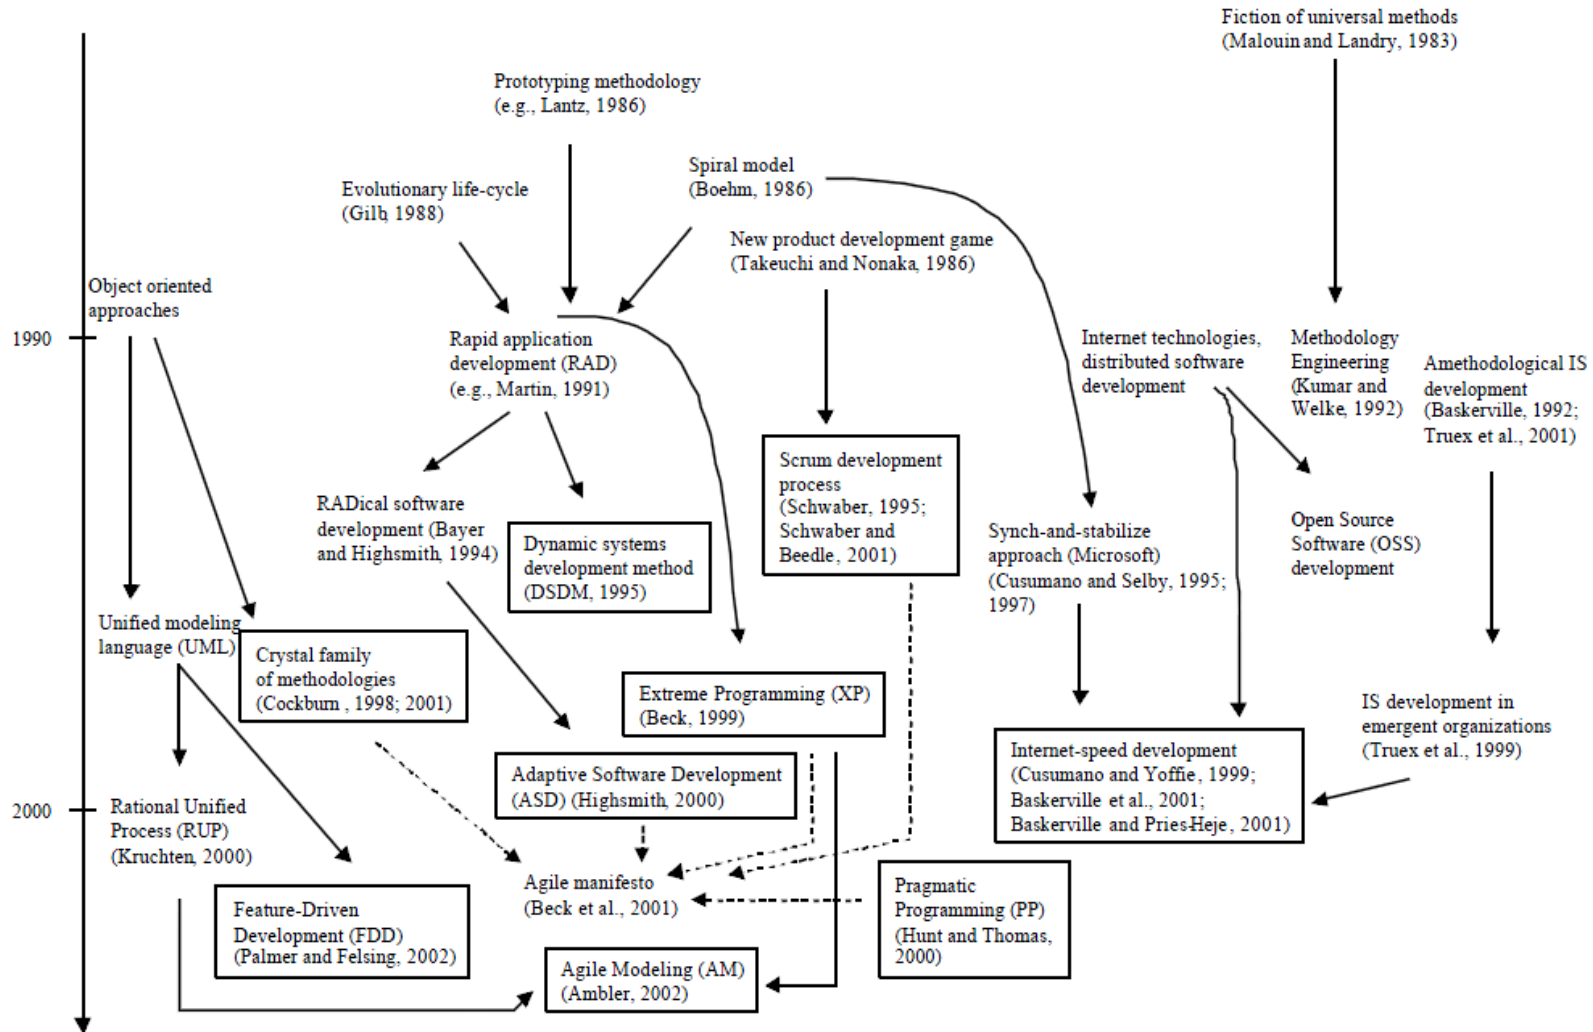 Fiction of universal methods
(Malouin and Landry, 1983)
Prototyping methodology
(e.g., Lantz, 1986)
Spiral model
(Boehm, 1986)
Evolutionary life-cycle
(Gilb, 1988)
New product development game
(Takeuchi and Nonaka, 1986)
Object oriented
approaches
1990
Rapid application
development (RAD)
(e.g., Martin, 1991)
Internet technologies,
distributed software
development
Methodology
Engineering
(Kumar and
Welke, 1992)
Amethodological IS
development
(Baskerville, 1992;
Truex et al., 2001)
Scrum development
process
(Schwaber, 1995;
Schwaber and
Beedle, 2001)
RADical software
development (Bayer
and Highsmith, 1994)
Dynamic systems
development method
(DSDM, 1995)
Synch-and-stabilize
approach (Microsoft)
(Cusumano and Selby, 1995;
1997)
Open Source
Software (OSS)
development
Unified modeling
language (UML)
Crystal family
of methodologies
(Cockburn , 1998; 2001)
Extreme Programming (XP)
(Beck, 1999)
IS development in
emergent organizations
(Truex et al., 1999)
Adaptive Software Development
(ASD) (Highsmith, 2000)
Internet-speed development
(Cusumano and Yoffie, 1999;
Baskerville et al., 2001;
Baskerville and Pries-Heje, 2001)
2000
Rational Unified
Process (RUP)
(Kruchten, 2000)
Agile manifesto
(Beck et al., 2001)
Pragmatic
Programming (PP)
(Hunt and Thomas,
2000)
Feature-Driven
Development (FDD)
(Palmer and Felsing, 2002)
Agile Modeling (AM)
(Ambler, 2002)